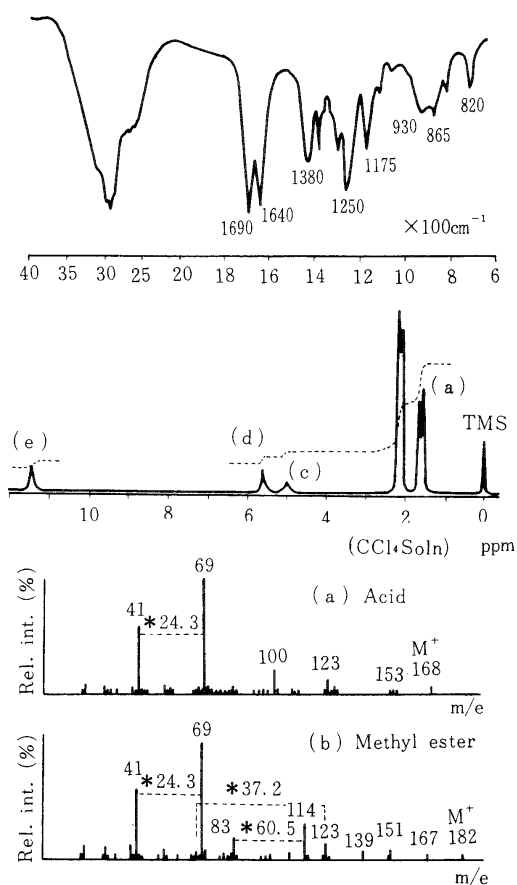 930
865
820
1380
1175
1640
1250
1690
×100cm⁻¹
40 35 30 25 20 16 14 12 10 8 6
(a)
TMS
(e)
(d)
(c)
10 8 6 4 2 0
(CCl₄Soln) ppm
Rel. int. (%)
69
(a) Acid
41
*24.3
100
123
153
M⁺
168
m/e
Rel. int. (%)
69
(b) Methyl ester
41
*24.3
*37.2
114
83
*60.5
123
139
151
167
M⁺
182
m/e